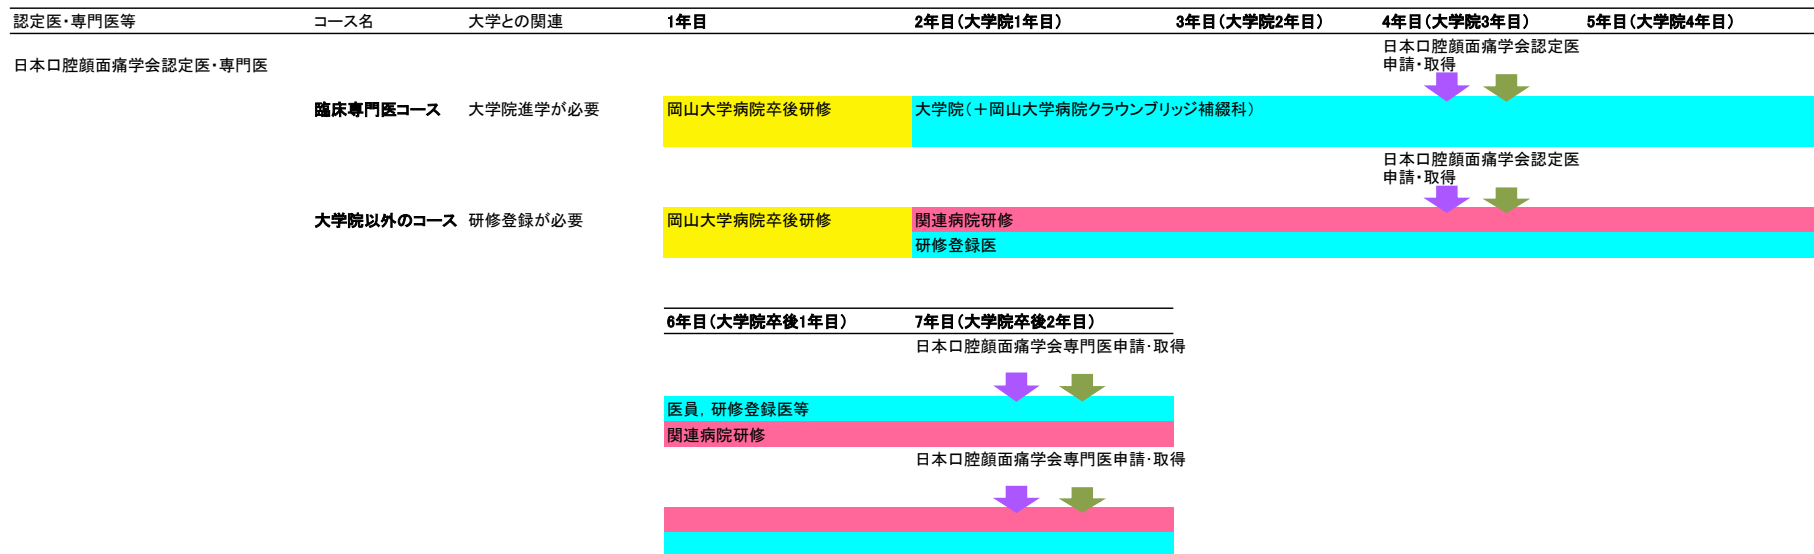 認定医・専門医等 コース名 大学との関連 1年目 2年目(大学院1年目) 3年目(大学院2年目) 4年目(大学院3年目) 5年目(大学院4年目)
日本口腔顔面痛学会認定医・専門医
日本口腔顔面痛学会認定医
申請・取得
臨床専門医コース 大学院進学が必要 岡山大学病院卒後研修 大学院(+岡山大学病院クラウンブリッジ補綴科)
日本口腔顔面痛学会認定医
申請・取得
大学院以外のコース 研修登録が必要 岡山大学病院卒後研修 関連病院研修
研修登録医
6年目(大学院卒後1年目) 7年目(大学院卒後2年目)
日本口腔顔面痛学会専門医申請・取得
医員, 研修登録医等
関連病院研修
日本口腔顔面痛学会専門医申請・取得